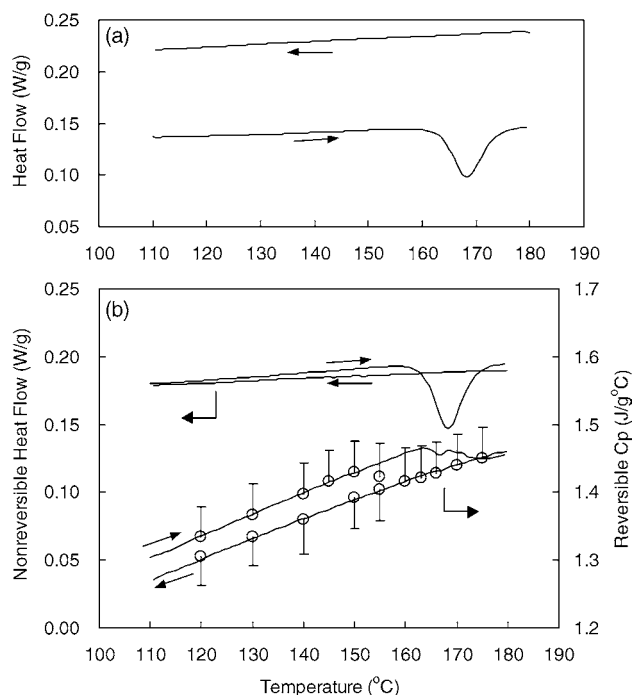 (a)
Heat Flow (W/g)
0.25
0.20
0.15
0.10
0.05
100 110 120 130 140 150 160 170 180 190
(b)
Nonreversible Heat Flow (W/g)
0.25
0.20
0.15
0.10
0.05
0.00
1.7
1.6
1.5
1.4
1.3
1.2
Reversible Cp (J/g°C)
100 110 120 130 140 150 160 170 180 190
Temperature (°C)